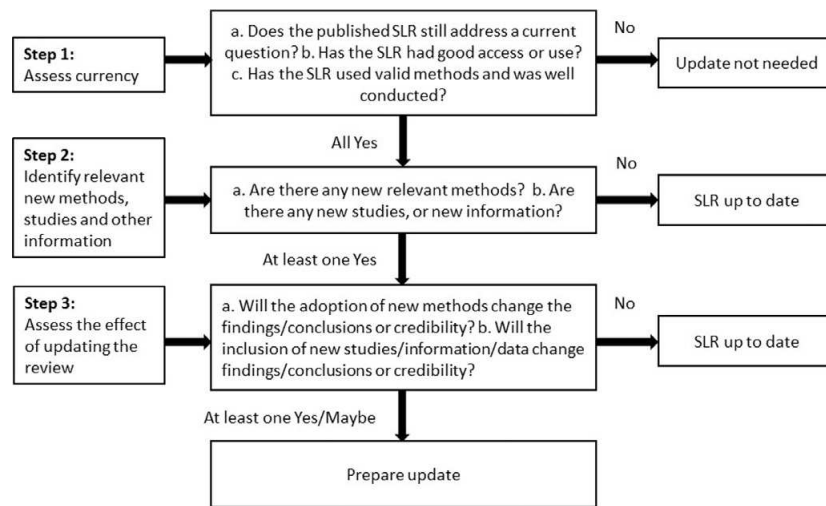 Step 1:
Assess currency
a. Does the published SLR still address a current
question? b. Has the SLR had good access or use?
c. Has the SLR used valid methods and was well
conducted?
No
Update not needed
All Yes
Step 2:
Identify relevant
new methods,
studies and other
information
a. Are there any new relevant methods? b. Are
there any new studies, or new information?
No
SLR up to date
At least one Yes
Step 3:
Assess the effect
of updating the
review
a. Will the adoption of new methods change the
findings/conclusions or credibility? b. Will the
inclusion of new studies/information/data change
findings/conclusions or credibility?
No
SLR up to date
At least one Yes/Maybe
Prepare update